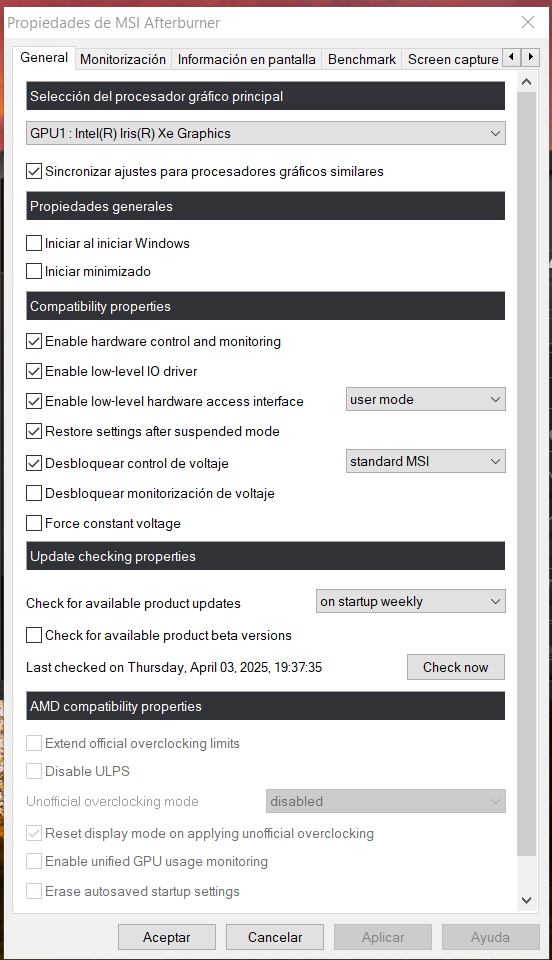 Propiedades de MSI Afterburner
General Monitorización Información en pantalla Benchmark Screen capture
Selección del procesador gráfico principal
GPU1 : Intel(R) Iris(R) Xe Graphics
Sincronizar ajustes para procesadores gráficos similares
Propiedades generales
Iniciar al iniciar Windows
Iniciar minimizado
Compatibility properties
Enable hardware control and monitoring
Enable low-level IO driver
Enable low-level hardware access interface user mode
Restore settings after suspended mode
Desbloquear control de voltaje standard MSI
Desbloquear monitorización de voltaje
Force constant voltage
Update checking properties
Check for available product updates on startup weekly
Check for available product beta versions
Last checked on Thursday, April 03, 2025, 19:37:35 Check now
AMD compatibility properties
Extend official overclocking limits
Disable ULPS
Unofficial overclocking mode disabled
Reset display mode on applying unofficial overclocking
Enable unified GPU usage monitoring
Erase autosaved startup settings
Aceptar Cancelar Aplicar Ayuda